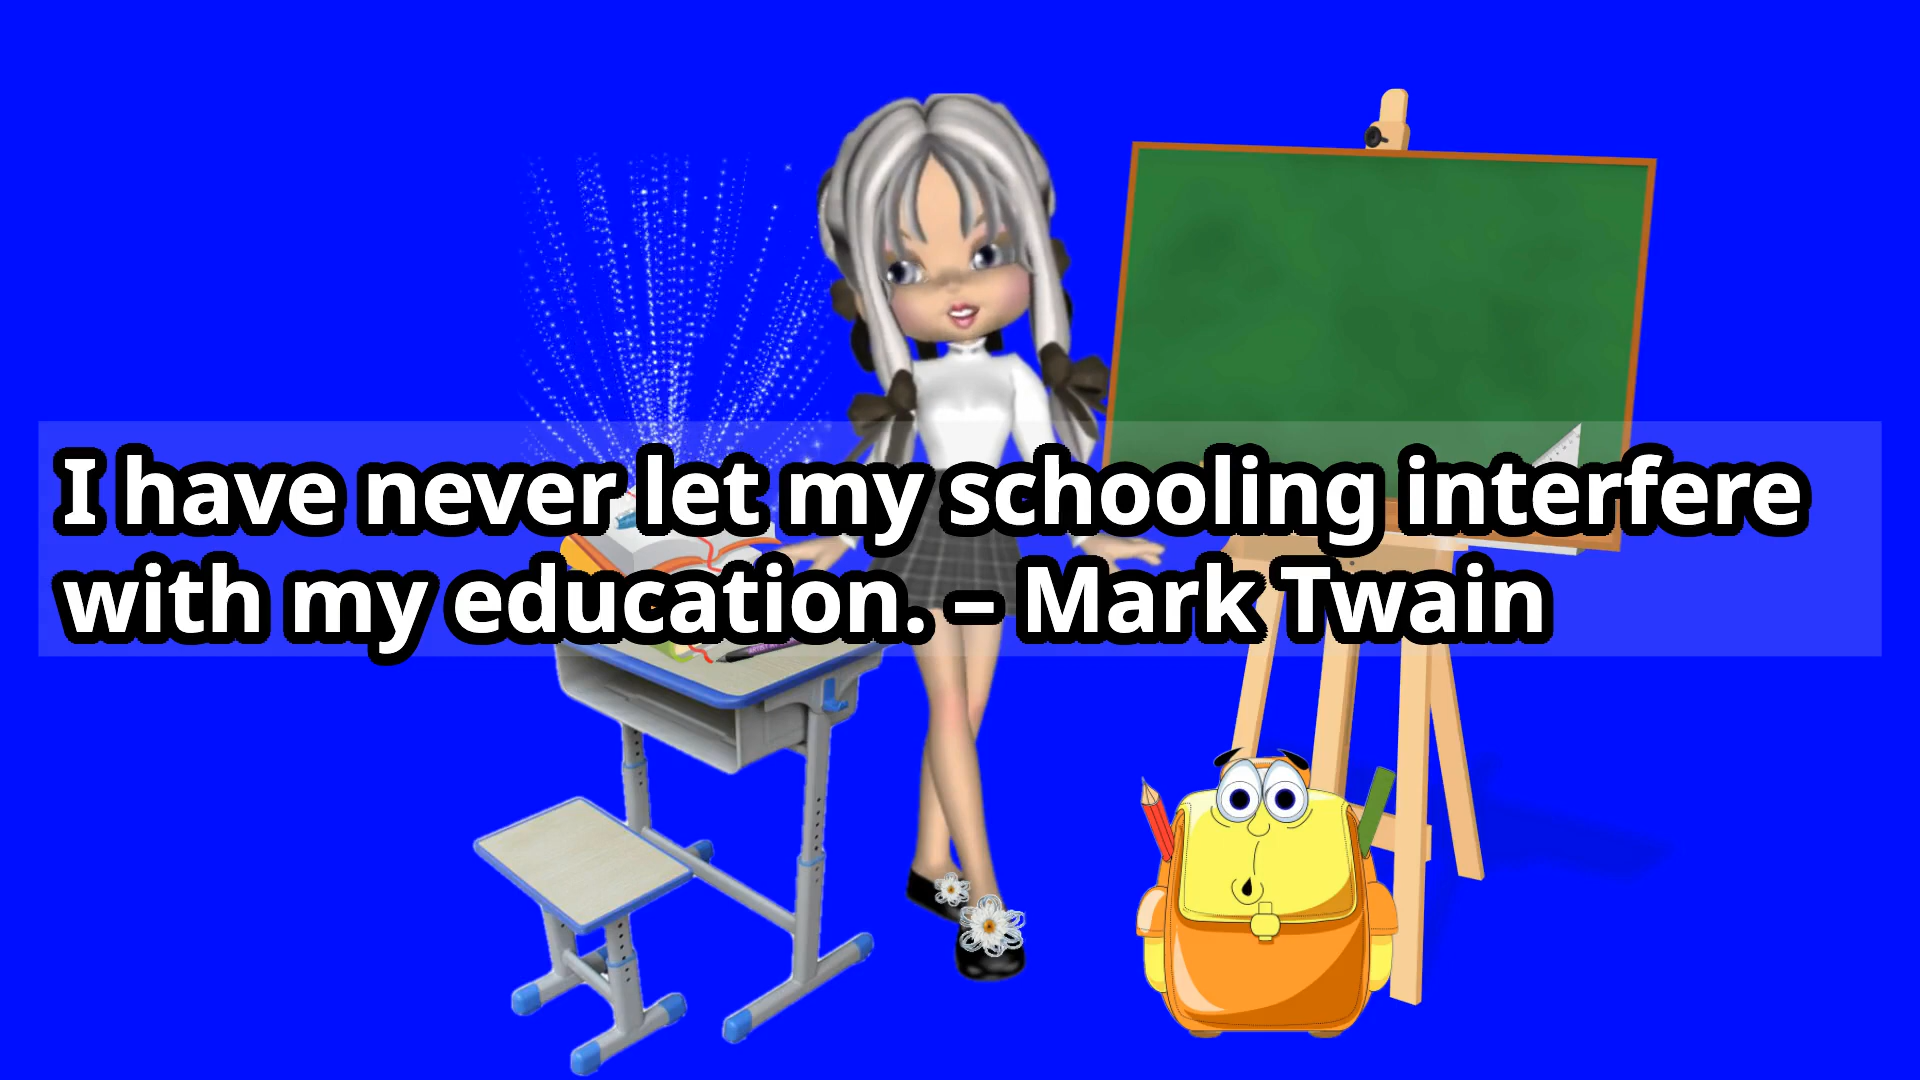 I have never let my schooling interfere
with my education. – Mark Twain